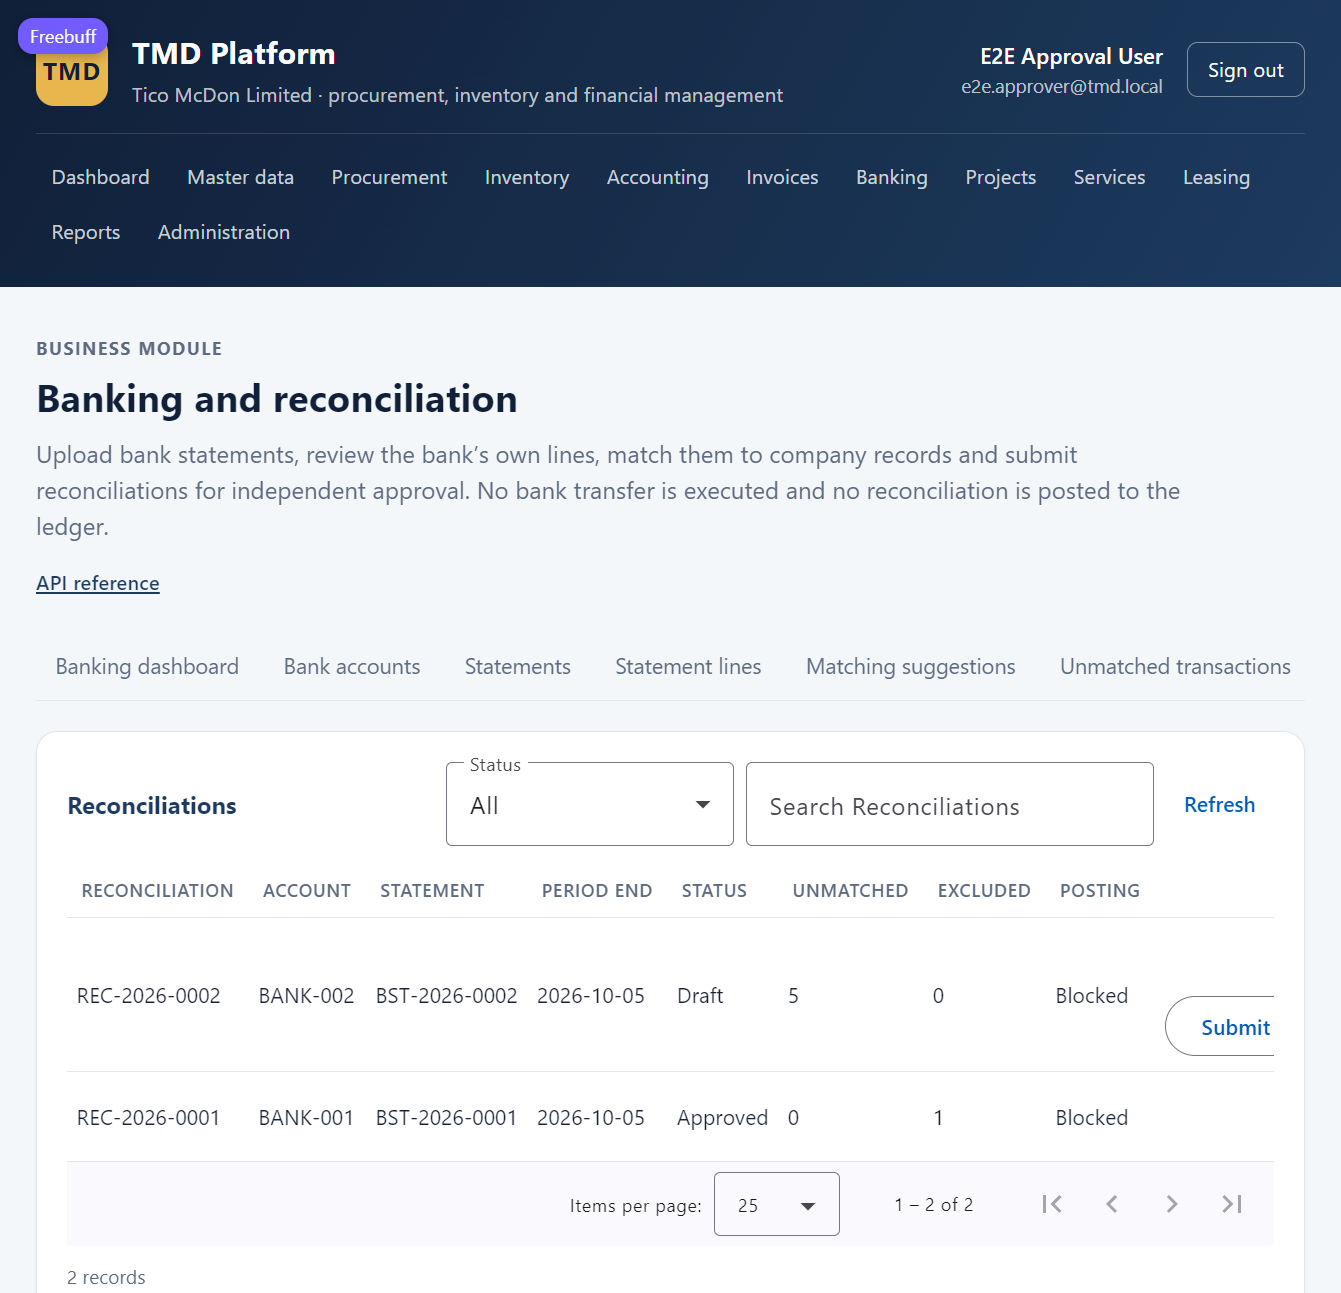 Freebuff
TMD
TMD Platform
Tico McDon Limited · procurement, inventory and financial management
E2E Approval User
e2e.approver@tmd.local
Sign out
Dashboard Master data Procurement Inventory Accounting Invoices Banking Projects Services Leasing
Reports Administration
BUSINESS MODULE
Banking and reconciliation
Upload bank statements, review the bank’s own lines, match them to company records and submit
reconciliations for independent approval. No bank transfer is executed and no reconciliation is posted to the
ledger.
API reference
Banking dashboard Bank accounts Statements Statement lines Matching suggestions Unmatched transactions
Reconciliations
Status
All
Search Reconciliations
Refresh
RECONCILIATION ACCOUNT STATEMENT PERIOD END STATUS UNMATCHED EXCLUDED POSTING
REC-2026-0002 BANK-002 BST-2026-0002 2026-10-05 Draft 5 0 Blocked
Submit
REC-2026-0001 BANK-001 BST-2026-0001 2026-10-05 Approved 0 1 Blocked
Items per page: 25 1 – 2 of 2
2 records